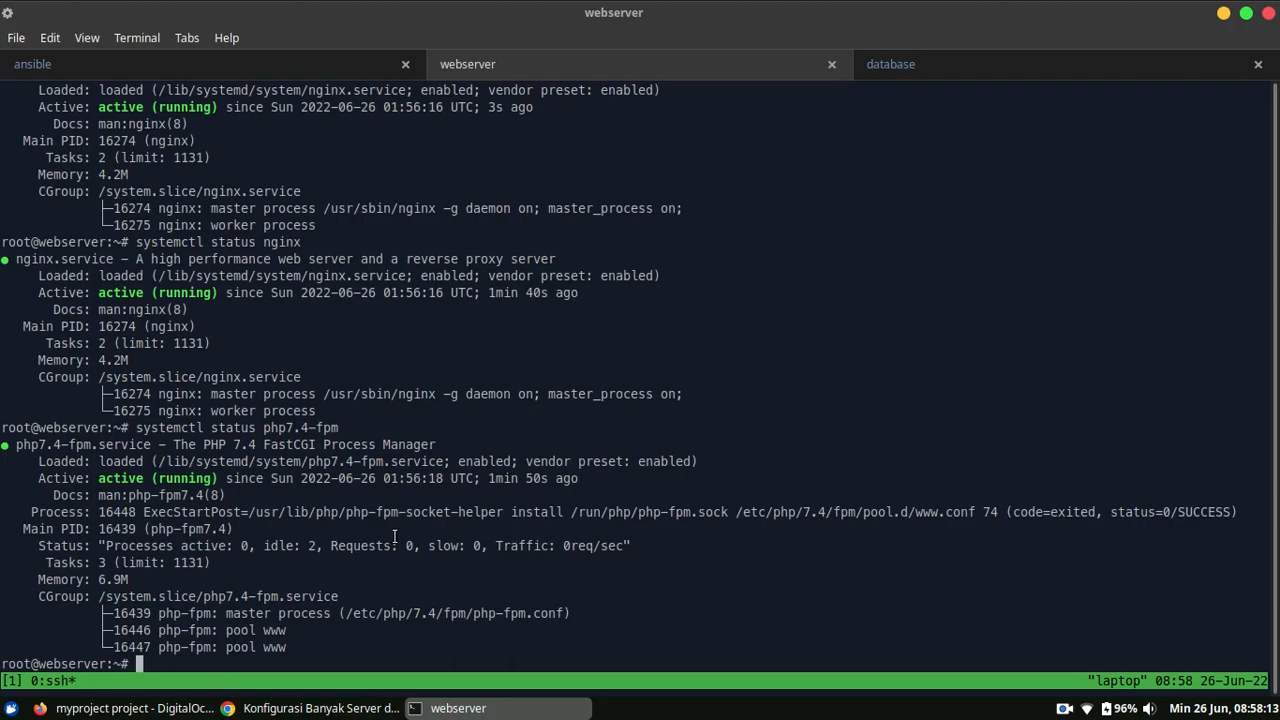 webserver
File Edit View Terminal Tabs Help
ansible × webserver × database ×
Loaded: loaded (/lib/systemd/system/nginx.service; enabled; vendor preset: enabled)
Active: active (running) since Sun 2022-06-26 01:56:16 UTC; 3s ago
Docs: man:nginx(8)
Main PID: 16274 (nginx)
Tasks: 2 (limit: 1131)
Memory: 4.2M
CGroup: /system.slice/nginx.service
├─16274 nginx: master process /usr/sbin/nginx -g daemon on; master_process on;
└─16275 nginx: worker process
root@webserver:~# systemctl status nginx
● nginx.service - A high performance web server and a reverse proxy server
Loaded: loaded (/lib/systemd/system/nginx.service; enabled; vendor preset: enabled)
Active: active (running) since Sun 2022-06-26 01:56:16 UTC; 1min 40s ago
Docs: man:nginx(8)
Main PID: 16274 (nginx)
Tasks: 2 (limit: 1131)
Memory: 4.2M
CGroup: /system.slice/nginx.service
├─16274 nginx: master process /usr/sbin/nginx -g daemon on; master_process on;
└─16275 nginx: worker process
root@webserver:~# systemctl status php7.4-fpm
● php7.4-fpm.service - The PHP 7.4 FastCGI Process Manager
Loaded: loaded (/lib/systemd/system/php7.4-fpm.service; enabled; vendor preset: enabled)
Active: active (running) since Sun 2022-06-26 01:56:18 UTC; 1min 50s ago
Docs: man:php-fpm7.4(8)
Process: 16448 ExecStartPost=/usr/lib/php/php-fpm-socket-helper install /run/php/php-fpm.sock /etc/php/7.4/fpm/pool.d/www.conf 74 (code=exited, status=0/SUCCESS)
Main PID: 16439 (php-fpm7.4)
Status: "Processes active: 0, idle: 2, Requests: 0, slow: 0, Traffic: 0req/sec"
Tasks: 3 (limit: 1131)
Memory: 6.9M
CGroup: /system.slice/php7.4-fpm.service
├─16439 php-fpm: master process (/etc/php/7.4/fpm/php-fpm.conf)
├─16446 php-fpm: pool www
└─16447 php-fpm: pool www
root@webserver:~#
[1] 0:ssh* "laptop" 08:58 26-Jun-22
myproject project - DigitalOc... Konfigurasi Banyak Server d... webserver 96% Min 26 Jun, 08:58:13